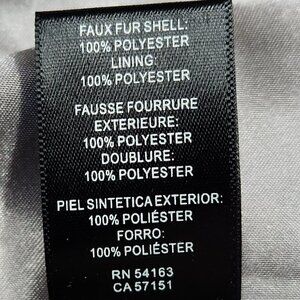 FAUX FUR SHELL:
100% POLYESTER
LINING:
100% POLYESTER
FAUSSE FOURRURE
EXTERIEURE:
100% POLYESTER
DOUBLURE:
100% POLYESTER
PIEL SINTETICA EXTERIOR:
100% POLIÉSTER
FORRO:
100% POLIÉSTER
RN 54163
CA 57151